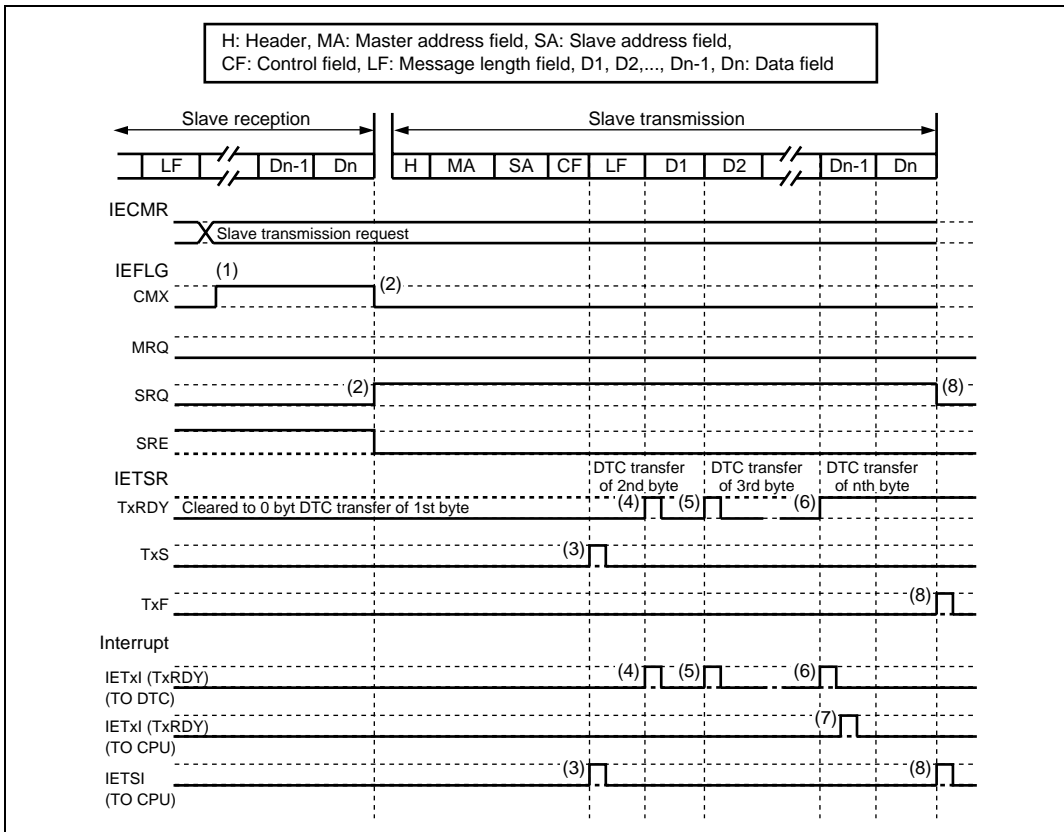 H: Header, MA: Master address field, SA: Slave address field,
CF: Control field, LF: Message length field, D1, D2,..., Dn-1, Dn: Data field
Slave reception
Slave transmission
LF Dn-1 Dn H MA SA CF LF D1 D2 Dn-1 Dn
IECMR
Slave transmission request
IEFLG
(1)
CMX
(2)
MRQ
SRQ
(2)
(8)
SRE
IETSR
DTC transfer
of 2nd byte
DTC transfer
of 3rd byte
DTC transfer
of nth byte
TxRDY
Cleared to 0 byt DTC transfer of 1st byte
(4)
(5)
(6)
TxS
(3)
TxF
(8)
Interrupt
IETxI (TxRDY)
(TO DTC)
(4)
(5)
(6)
IETxI (TxRDY)
(TO CPU)
(7)
IETSI
(TO CPU)
(3)
(8)